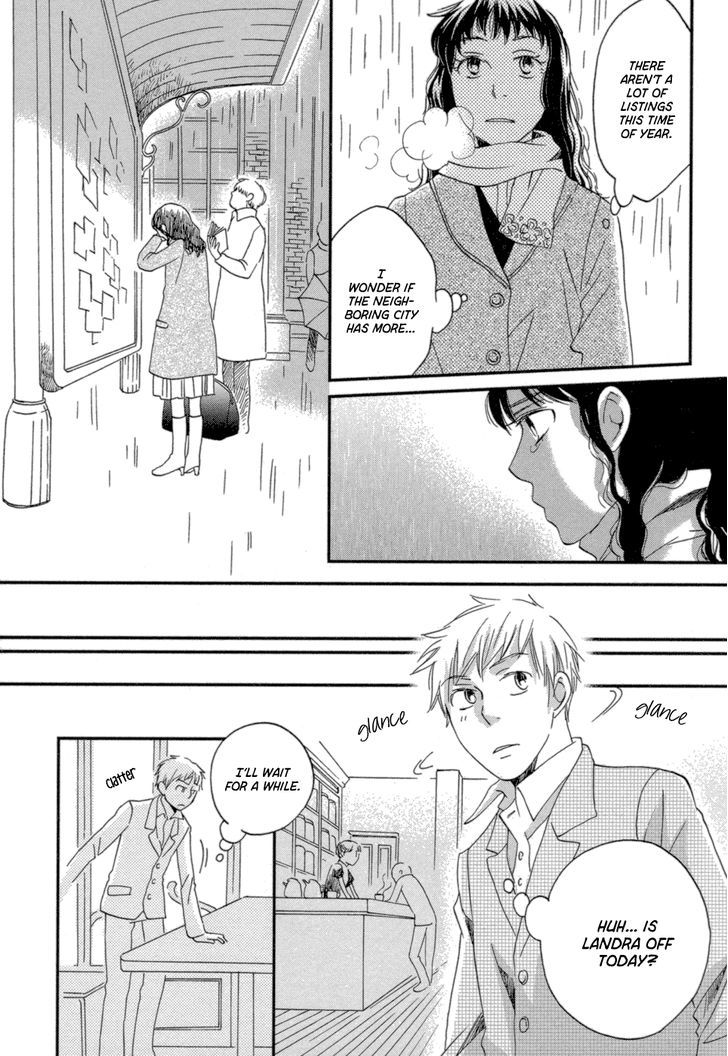 THERE
AREN'T A
LOT OF
LISTINGS
THIS TIME
OF YEAR.
I
WONDER IF
THE NEIGH-
BORING CITY
HAS MORE...
glance
glance
HUH... IS
LANDRA OFF
TODAY?
I'LL WAIT
FOR A WHILE.
clatter